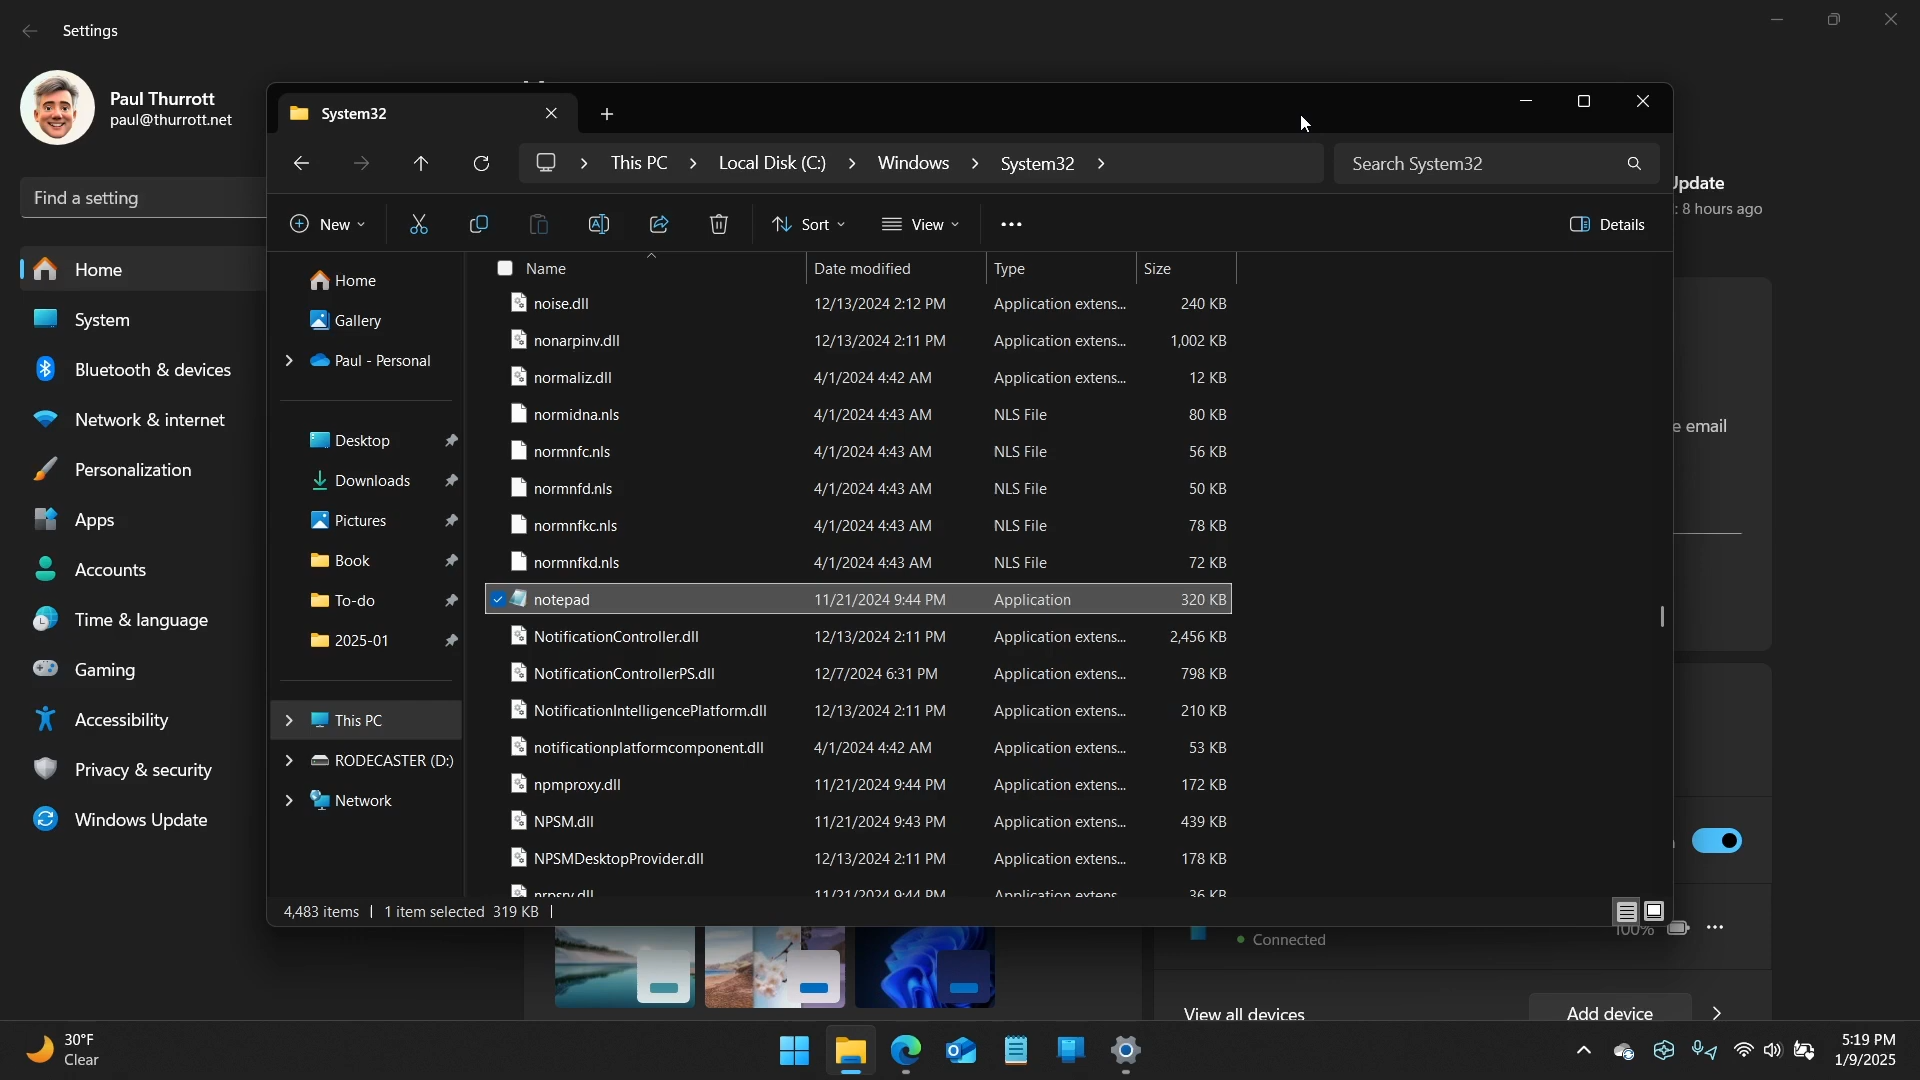 Settings
Paul Thurrott
paul@thurrott.net
Find a setting
Home
System
Bluetooth & devices
Network & internet
Personalization
Apps
Accounts
Time & language
Gaming
Accessibility
Privacy & security
Windows Update
System32
This PC > Local Disk (C:) > Windows > System32 >
Search System32
New
Sort
View
Details
Home
Gallery
Paul - Personal
Desktop
Downloads
Pictures
Book
To-do
2025-01
This PC
RODECASTER (D:)
Network
Name Date modified Type Size
noise.dll 12/13/2024 2:12 PM Application extens... 240 KB
nonarpinv.dll 12/13/2024 2:11 PM Application extens... 1,002 KB
normaliz.dll 4/1/2024 4:42 AM Application extens... 12 KB
normidna.nls 4/1/2024 4:43 AM NLS File 80 KB
normnfc.nls 4/1/2024 4:43 AM NLS File 56 KB
normnfd.nls 4/1/2024 4:43 AM NLS File 50 KB
normnfkc.nls 4/1/2024 4:43 AM NLS File 78 KB
normnfkd.nls 4/1/2024 4:43 AM NLS File 72 KB
notepad 11/21/2024 9:44 PM Application 320 KB
NotificationController.dll 12/13/2024 2:11 PM Application extens... 2,456 KB
NotificationControllerPS.dll 12/7/2024 6:31 PM Application extens... 798 KB
NotificationIntelligencePlatform.dll 12/13/2024 2:11 PM Application extens... 210 KB
notificationplatformcomponent.dll 4/1/2024 4:42 AM Application extens... 53 KB
npmproxy.dll 11/21/2024 9:44 PM Application extens... 172 KB
NPSM.dll 11/21/2024 9:43 PM Application extens... 439 KB
NPSMDesktopProvider.dll 12/13/2024 2:11 PM Application extens... 178 KB
11/21/2024 9:44 PM Application extens... 36 KB
4,483 items | 1 item selected 319 KB |
Update
: 8 hours ago
e email
100%
Connected
View all devices
Add device
30°F
Clear
5:19 PM
1/9/2025